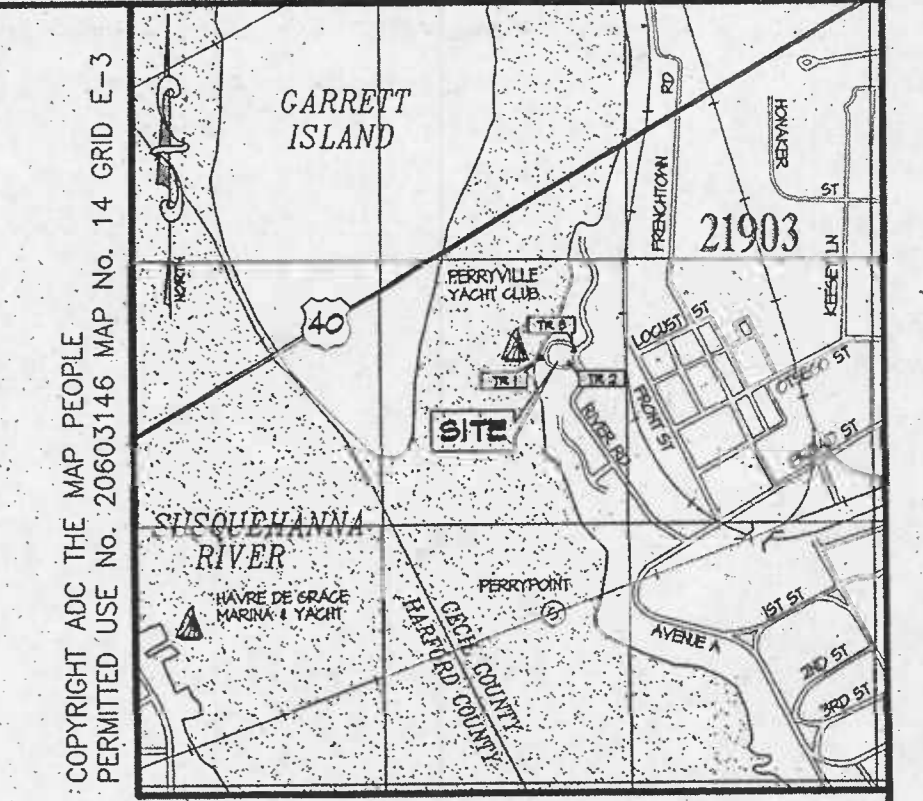 COPYRIGHT ADC THE MAP PEOPLE
PERMITTED USE No. 20603146 MAP No. 14 GRID E-3
NORTH
GARRETT
ISLAND
40
PERRYVILLE
YACHT CLUB
TR 3
TR 1
TR 2
SITE
FRENCHTOWN RD
HONAKER
ST
21903
KEESEY LN
LOCUST ST
FRONT ST
OTSEGO ST
RIVER RD
SUSQUEHANNA
RIVER
HAVRE DE GRACE
MARINA & YACHT
CECIL COUNTY
HARFORD COUNTY
PERRYPOINT
AVENUE A
1ST ST
2ND ST
3RD ST